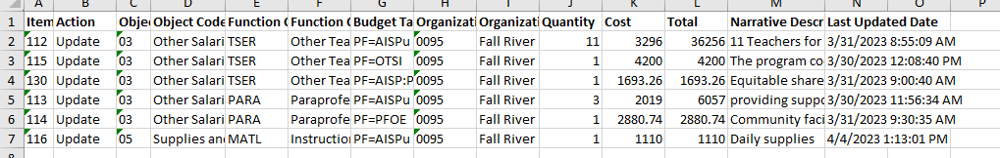 A B C D E F G H I J K L M N O P
1 Item Action Obje Object Code Function C Function C Budget Ta Organizati Organizati Quantity Cost Total Narrative Descr Last Updated Date
2 112 Update 03 Other Salari TSER Other Tea PF=AISPu 0095 Fall River 11 3296 36256 11 Teachers for 3/31/2023 8:55:09 AM
3 115 Update 03 Other Salari TSER Other Tea PF=OTSI 0095 Fall River 1 4200 4200 The program co 3/30/2023 12:08:40 PM
4 130 Update 03 Other Salari TSER Other Tea PF=AISP:P 0095 Fall River 1 1693.26 1693.26 Equitable share 3/31/2023 9:00:40 AM
5 113 Update 03 Other Salari PARA Paraprofe PF=AISPu 0095 Fall River 3 2019 6057 providing suppo 3/30/2023 11:56:34 AM
6 114 Update 03 Other Salari PARA Paraprofe PF=PFOE 0095 Fall River 1 2880.74 2880.74 Community faci 3/31/2023 9:30:35 AM
7 116 Update 05 Supplies an MATL Instructio PF=AISPu 0095 Fall River 1 1110 1110 Daily supplies 4/4/2023 1:13:01 PM